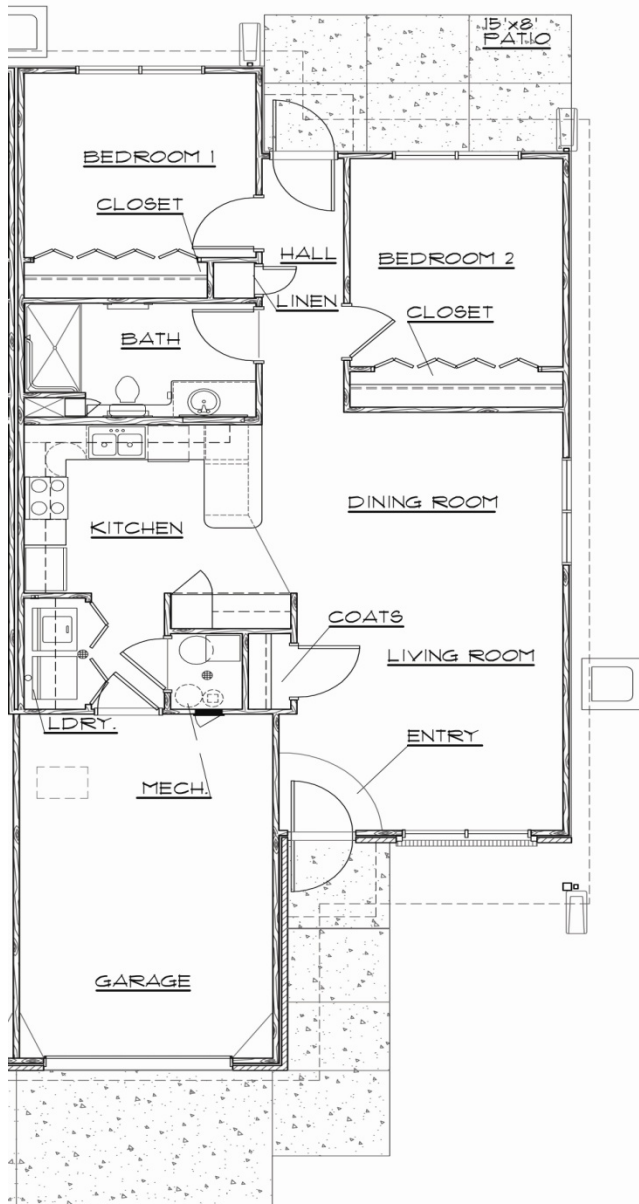 15'x8'
PATIO
BEDROOM 1
CLOSET
HALL
BEDROOM 2
LINEN
CLOSET
BATH
DINING ROOM
KITCHEN
COATS
LIVING ROOM
LDRY.
ENTRY
MECH.
GARAGE